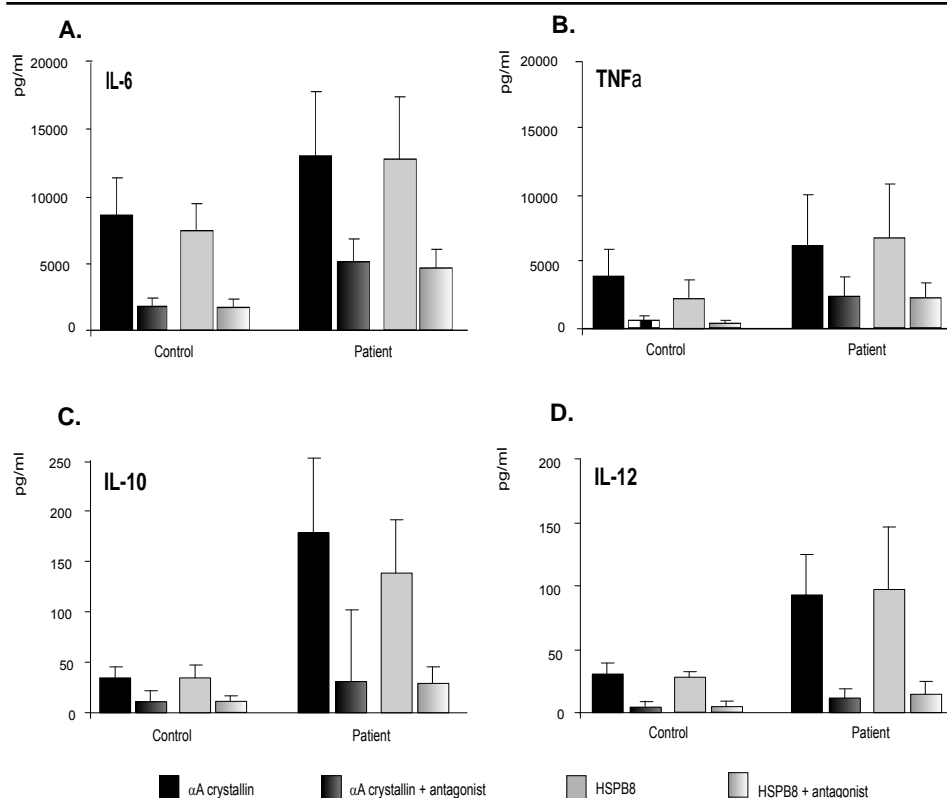 A.
pg/ml
20000
IL-6
15000
10000
5000
0
Control
Patient
B.
pg/ml
20000
TNFa
15000
10000
5000
0
Control
Patient
C.
pg/ml
250
IL-10
200
150
100
50
0
Control
Patient
D.
pg/ml
200
IL-12
150
100
50
0
Control
Patient
αA crystallin
αA crystallin + antagonist
HSPB8
HSPB8 + antagonist